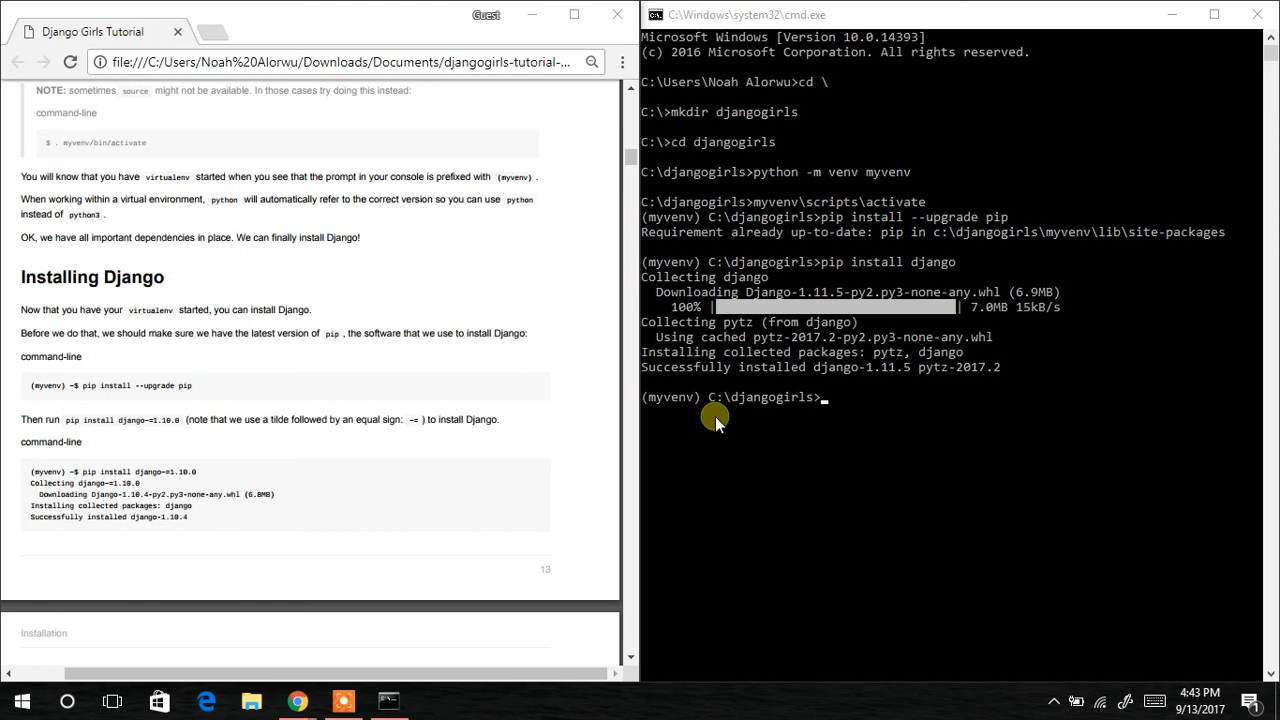 Guest
Django Girls Tutorial
file:///C:/Users/Noah%20Alorwu/Downloads/Documents/djangogirls-tutorial-...
NOTE: sometimes source might not be available. In those cases try doing this instead:
command-line
$ . myvenv/bin/activate
You will know that you have virtualenv started when you see that the prompt in your console is prefixed with (myvenv) .
When working within a virtual environment, python will automatically refer to the correct version so you can use python
instead of python3 .
OK, we have all important dependencies in place. We can finally install Django!
Installing Django
Now that you have your virtualenv started, you can install Django.
Before we do that, we should make sure we have the latest version of pip , the software that we use to install Django:
command-line
(myvenv) ~$ pip install --upgrade pip
Then run pip install django~=1.10.0 (note that we use a tilde followed by an equal sign: ~= ) to install Django.
command-line
(myvenv) ~$ pip install django~=1.10.0
Collecting django~=1.10.0
Downloading Django-1.10.4-py2.py3-none-any.whl (6.8MB)
Installing collected packages: django
Successfully installed django-1.10.4
13
Installation
C:\Windows\system32\cmd.exe
Microsoft Windows [Version 10.0.14393]
(c) 2016 Microsoft Corporation. All rights reserved.
C:\Users\Noah Alorwu>cd \
C:\>mkdir djangogirls
C:\>cd djangogirls
C:\djangogirls>python -m venv myvenv
C:\djangogirls>myvenv\scripts\activate
(myvenv) C:\djangogirls>pip install --upgrade pip
Requirement already up-to-date: pip in c:\djangogirls\myvenv\lib\site-packages
(myvenv) C:\djangogirls>pip install django
Collecting django
Downloading Django-1.11.5-py2.py3-none-any.whl (6.9MB)
100% | | 7.0MB 15kB/s
Collecting pytz (from django)
Using cached pytz-2017.2-py2.py3-none-any.whl
Installing collected packages: pytz, django
Successfully installed django-1.11.5 pytz-2017.2
(myvenv) C:\djangogirls>_
4:43 PM
9/13/2017
1